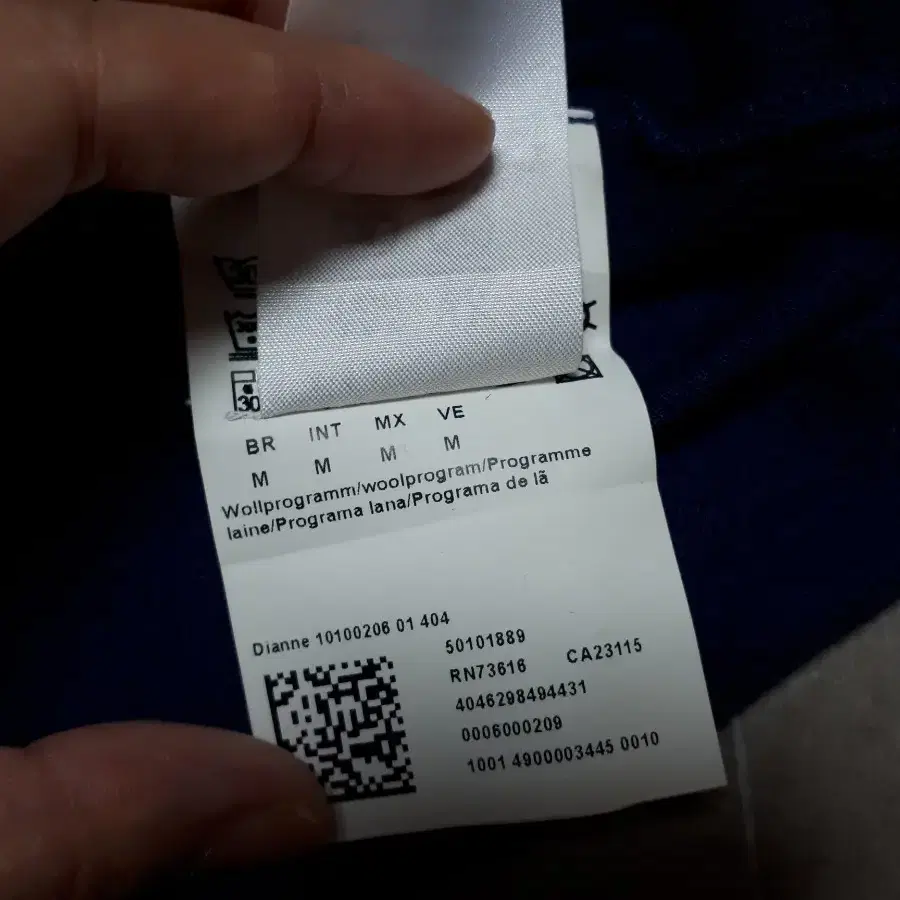 30
BR INT MX VE
M M M M
Wollprogramm/woolprogram/Programme
laine/Programa lana/Programa de lã
Dianne 10100206 01 404
50101889
RN73616 CA23115
4046298494431
0006000209
1001 4900003445 0010